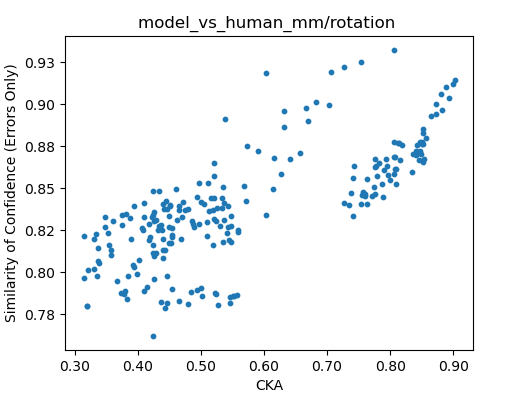 model_vs_human_mm/rotation
Similarity of Confidence (Errors Only)
0.93
0.90
0.88
0.85
0.82
0.80
0.78
0.30 0.40 0.50 0.60 0.70 0.80 0.90
CKA